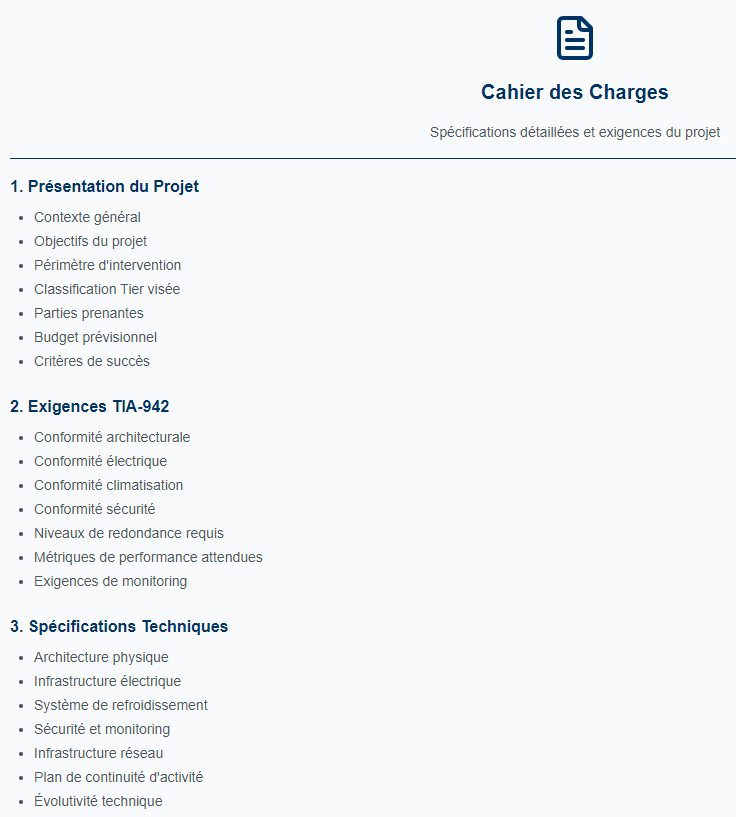 Cahier des Charges
Spécifications détaillées et exigences du projet
1. Présentation du Projet
• Contexte général
• Objectifs du projet
• Périmètre d'intervention
• Classification Tier visée
• Parties prenantes
• Budget prévisionnel
• Critères de succès
2. Exigences TIA-942
• Conformité architecturale
• Conformité électrique
• Conformité climatisation
• Conformité sécurité
• Niveaux de redondance requis
• Métriques de performance attendues
• Exigences de monitoring
3. Spécifications Techniques
• Architecture physique
• Infrastructure électrique
• Système de refroidissement
• Sécurité et monitoring
• Infrastructure réseau
• Plan de continuité d'activité
• Évolutivité technique